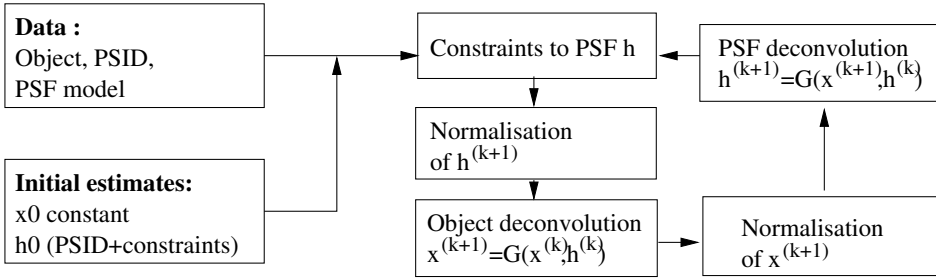 Data :
Object, PSID,
PSF model
Initial estimates:
x0 constant
h0 (PSID+constraints)
Constraints to PSF h
Normalisation
of h^(k+1)
Object deconvolution
x^(k+1)=G(x^(k),h^(k))
Normalisation
of x^(k+1)
PSF deconvolution
h^(k+1)=G(x^(k+1),h^(k))